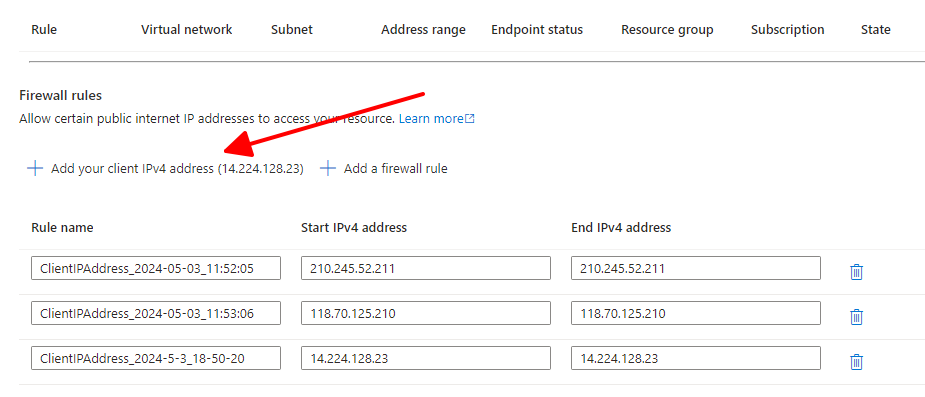 Rule Virtual network Subnet Address range Endpoint status Resource group Subscription State
Firewall rules
Allow certain public internet IP addresses to access your resource. Learn more
Add your client IPv4 address (14.224.128.23) Add a firewall rule
Rule name Start IPv4 address End IPv4 address
ClientIPAddress_2024-05-03_11:52:05 210.245.52.211 210.245.52.211
ClientIPAddress_2024-05-03_11:53:06 118.70.125.210 118.70.125.210
ClientIPAddress_2024-5-3_18-50-20 14.224.128.23 14.224.128.23